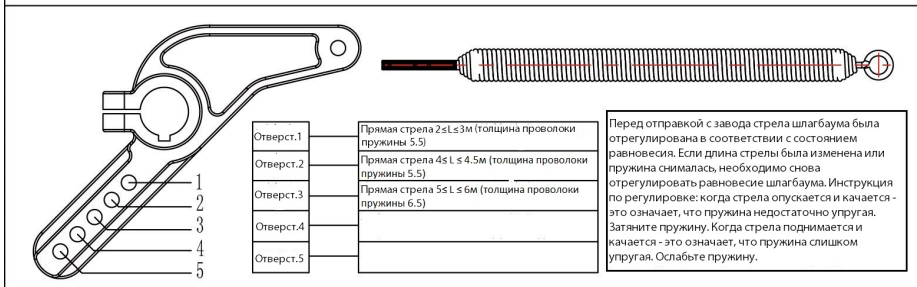 1
2
3
4
5
Отверст.1
Прямая стрела 2≤L≤3м (толщина проволоки
пружины 5.5)
Отверст.2
Прямая стрела 4≤ L ≤ 4.5м (толщина проволоки
пружины 5.5)
Отверст.3
Прямая стрела 5≤ L ≤ 6м (толщина проволоки
пружины 6.5)
Отверст.4
Отверст.5
Перед отправкой с завода стрела шлагбаума была
отрегулирована в соответствии с состоянием
равновесия. Если длина стрелы была изменена или
пружина снималась, необходимо снова
отрегулировать равновесие шлагбаума. Инструкция
по регулировке: когда стрела опускается и качается -
это означает, что пружина недостаточно упругая.
Затяните пружину. Когда стрела поднимается и
качается - это означает, что пружина слишком
упругая. Ослабьте пружину.